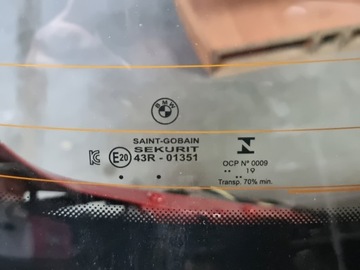 BMW
SAINT-GOBAIN
SEKURIT
E20 43R - 01351
N
OCP N° 0009
.. 19
Transp. 70% min.